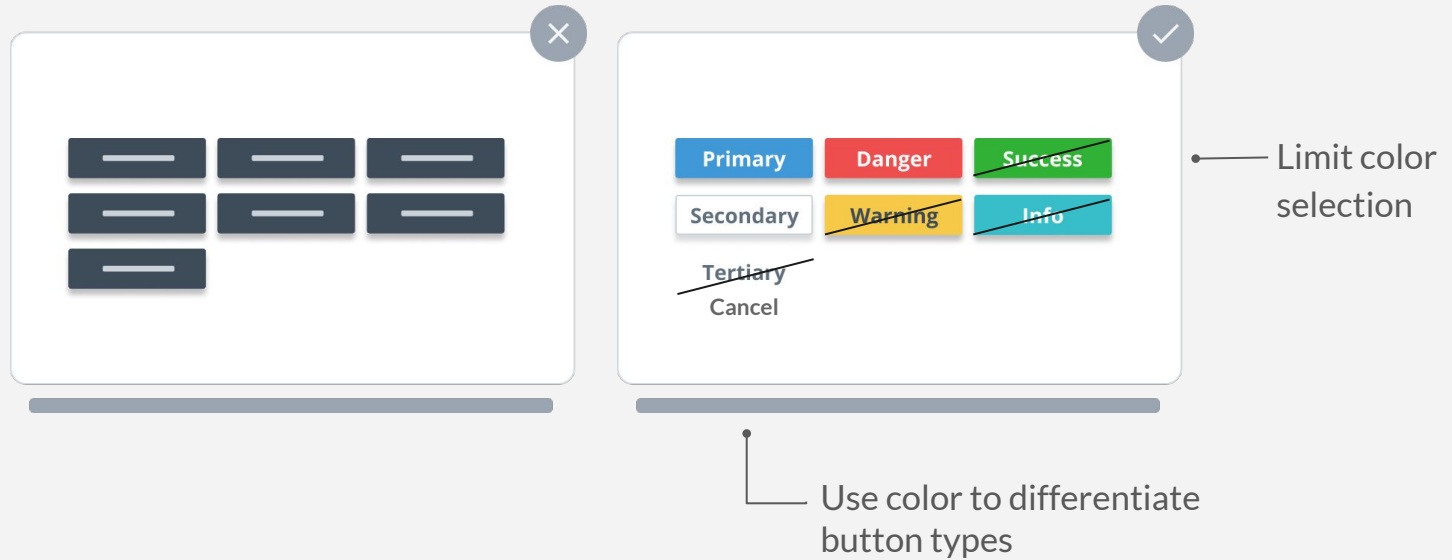 Primary
Danger
Success
Secondary
Warning
Info
Tertiary
Cancel
Limit color
selection
Use color to differentiate
button types